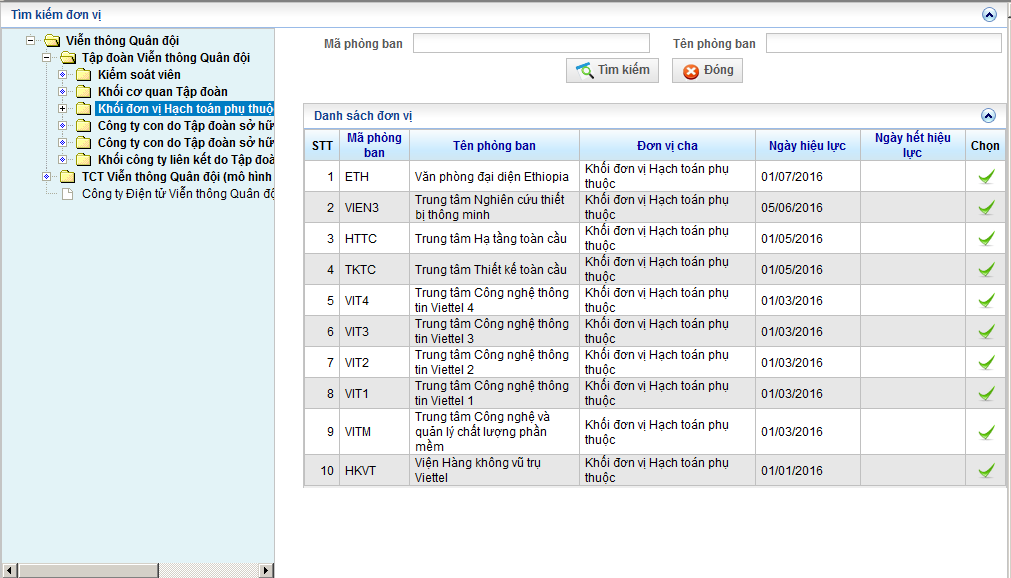 Tìm kiếm đơn vị
Viễn thông Quân đội
Tập đoàn Viễn thông Quân đội
Kiểm soát viên
Khối cơ quan Tập đoàn
Khối đơn vị Hạch toán phụ thuộ
Công ty con do Tập đoàn sở hữ
Công ty con do Tập đoàn sở hữ
Khối công ty liên kết do Tập đoà
TCT Viễn thông Quân đội (mô hình
Công ty Điện tử Viễn thông Quân độ
Mã phòng ban
Tên phòng ban
Tìm kiếm
Đóng
Danh sách đơn vị
STT
Mã phòng
ban
Tên phòng ban
Đơn vị cha
Ngày hiệu lực
Ngày hết hiệu
lực
Chọn
1 ETH Văn phòng đại diện Ethiopia
Khối đơn vị Hạch toán phụ
thuộc
01/07/2016
2 VIEN3
Trung tâm Nghiên cứu thiết
bị thông minh
Khối đơn vị Hạch toán phụ
thuộc
05/06/2016
3 HTTC Trung tâm Hạ tầng toàn cầu
Khối đơn vị Hạch toán phụ
thuộc
01/05/2016
4 TKTC Trung tâm Thiết kế toàn cầu
Khối đơn vị Hạch toán phụ
thuộc
01/05/2016
5 VIT4
Trung tâm Công nghệ thông
tin Viettel 4
Khối đơn vị Hạch toán phụ
thuộc
01/03/2016
6 VIT3
Trung tâm Công nghệ thông
tin Viettel 3
Khối đơn vị Hạch toán phụ
thuộc
01/03/2016
7 VIT2
Trung tâm Công nghệ thông
tin Viettel 2
Khối đơn vị Hạch toán phụ
thuộc
01/03/2016
8 VIT1
Trung tâm Công nghệ thông
tin Viettel 1
Khối đơn vị Hạch toán phụ
thuộc
01/03/2016
9 VITM
Trung tâm Công nghệ và
quản lý chất lượng phần
mềm
Khối đơn vị Hạch toán phụ
thuộc
01/03/2016
10 HKVT
Viện Hàng không vũ trụ
Viettel
Khối đơn vị Hạch toán phụ
thuộc
01/01/2016